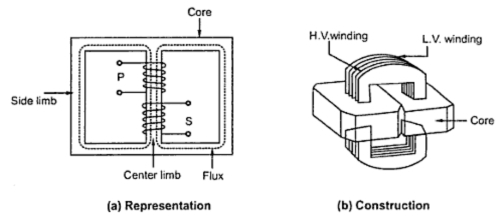 Core
P
S
Side limb
Center limb
Flux
(a) Representation
H.V.winding
L.V. winding
Core
(b) Construction